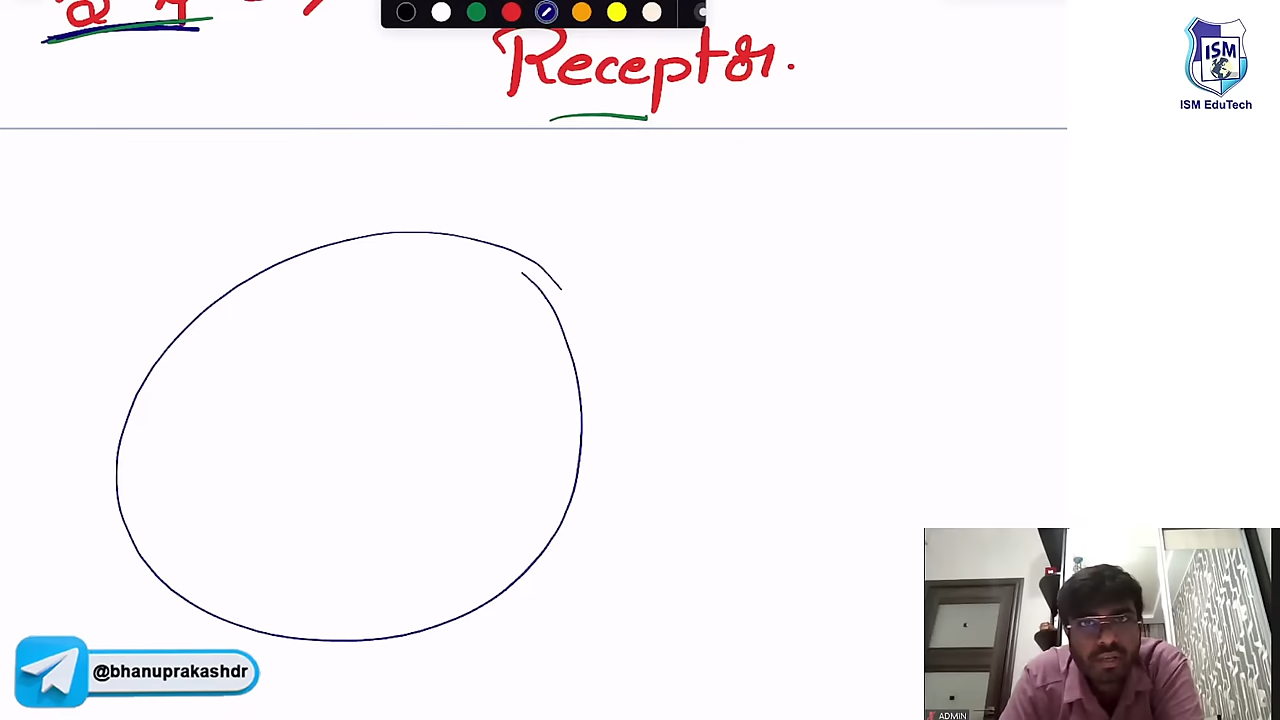 Receptor.
ISM
ISM EduTech
@bhanuprakashdr
ADMIN